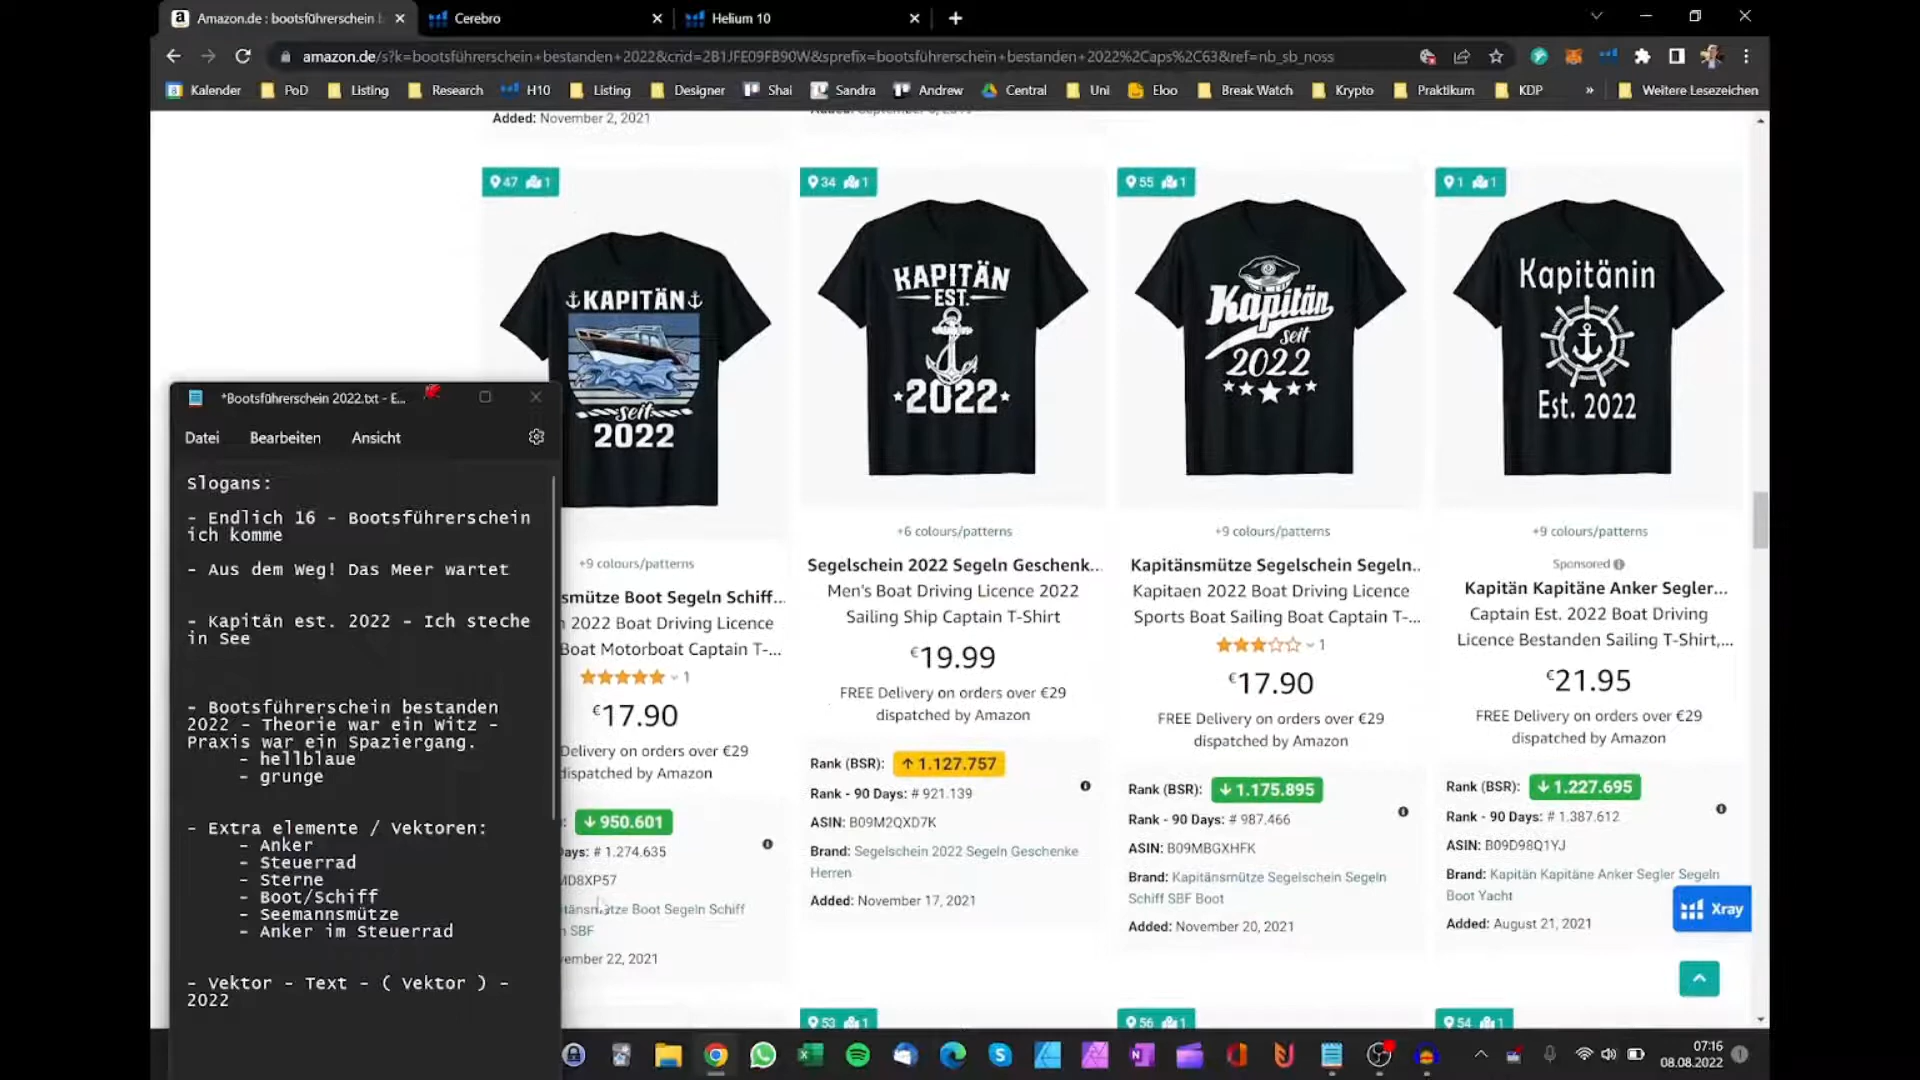 Amazon.de : bootsführerschein b
Cerebro
Helium 10
amazon.de/s?k=bootsführerschein+bestanden+2022&crid=2B1JFE09FB90W&sprefix=bootsführerschein+bestanden+2022%2Caps%2C63&ref=nb_sb_noss
Kalender PoD Listing Research H10 Listing Designer Shai Sandra Andrew Central Uni Eloo Break Watch Krypto Praktikum KDP » Weitere Lesezeichen
Added: November 2, 2021
47 1
34 1
55 1
1 1
KAPITÄN
seit
2022
KAPITÄN
EST.
2022
Kapitän
seit
2022
Kapitänin
Est. 2022
*Bootsführerschein 2022.txt - E...
Datei Bearbeiten Ansicht
Slogans:
- Endlich 16 - Bootsführerschein
ich komme
- Aus dem Weg! Das Meer wartet
- Kapitän est. 2022 - Ich steche
in See
- Bootsführerschein bestanden
2022 - Theorie war ein Witz -
Praxis war ein Spaziergang.
- hellblaue
- grunge
- Extra elemente / Vektoren:
- Anker
- Steuerrad
- Sterne
- Boot/Schiff
- Seemannsmütze
- Anker im Steuerrad
- Vektor - Text - ( Vektor ) -
2022
+9 colours/patterns
smütze Boot Segeln Schiff...
2022 Boat Driving Licence
Boat Motorboat Captain T-...
1
€17.90
Delivery on orders over €29
dispatched by Amazon
950.601
Days: # 1.274.635
MD8XP57
Boot Segeln Schiff
SBF
vember 22, 2021
+6 colours/patterns
Segelschein 2022 Segeln Geschenk...
Men's Boat Driving Licence 2022
Sailing Ship Captain T-Shirt
€19.99
FREE Delivery on orders over €29
dispatched by Amazon
Rank (BSR): 1.127.757
Rank - 90 Days: # 921.139
ASIN: B09M2QXD7K
Brand: Segelschein 2022 Segeln Geschenke
Herren
Added: November 17, 2021
+9 colours/patterns
Kapitänsmütze Segelschein Segeln...
Kapitaen 2022 Boat Driving Licence
Sports Boat Sailing Boat Captain T-...
1
€17.90
FREE Delivery on orders over €29
dispatched by Amazon
Rank (BSR): 1.175.895
Rank - 90 Days: # 987.466
ASIN: B09MBGXHFK
Brand: Kapitänsmütze Segelschein Segeln
Schiff SBF Boot
Added: November 20, 2021
+9 colours/patterns
Sponsored
Kapitän Kapitäne Anker Segler...
Captain Est. 2022 Boat Driving
Licence Bestanden Sailing T-Shirt,...
€21.95
FREE Delivery on orders over €29
dispatched by Amazon
Rank (BSR): 1.227.695
Rank - 90 Days: # 1.387.612
ASIN: B09D98Q1YJ
Brand: Kapitän Kapitäne Anker Segler Segeln
Boot Yacht
Added: August 21, 2021
Xray
53 1
56 1
54 1
07:16
08.08.2022
1